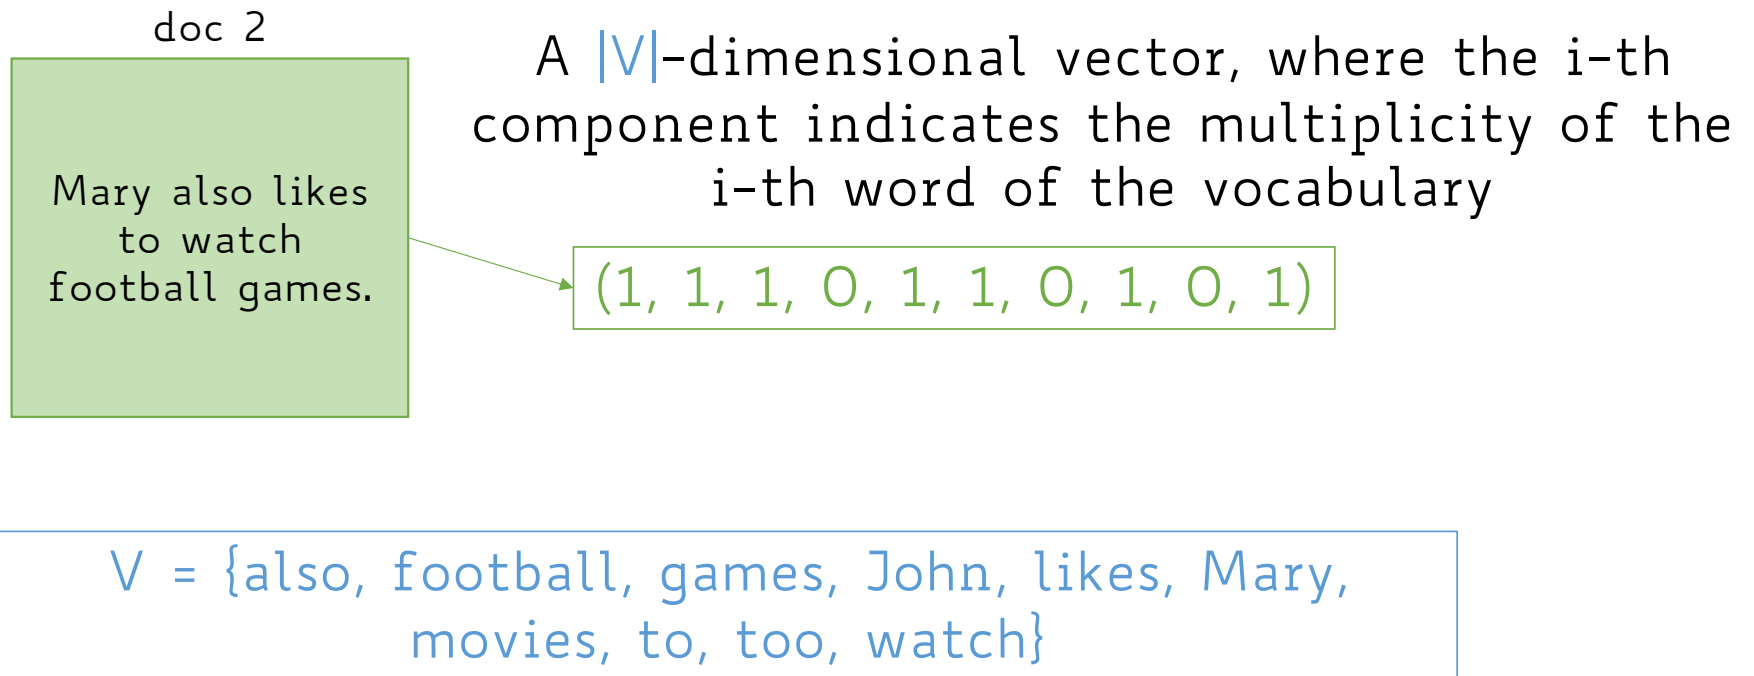 doc 2
Mary also likes
to watch
football games.
A |V|-dimensional vector, where the i-th
component indicates the multiplicity of the
i-th word of the vocabulary
(1, 1, 1, 0, 1, 1, 0, 1, 0, 1)
V = {also, football, games, John, likes, Mary,
movies, to, too, watch}